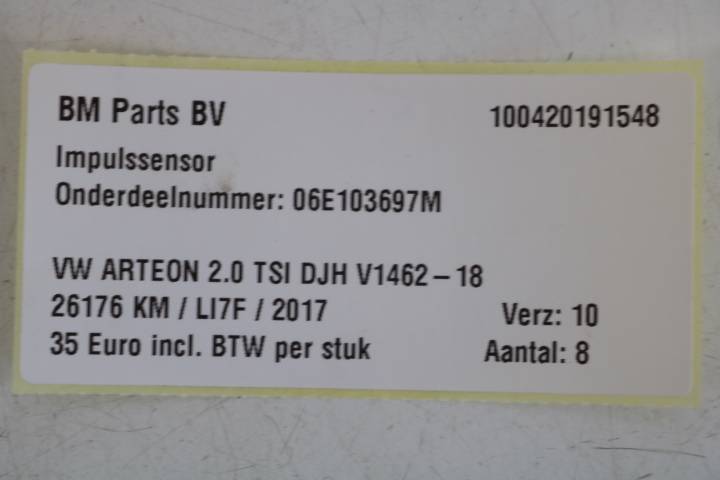 BM Parts BV 100420191548
Impulssensor
Onderdeelnummer: 06E103697M
VW ARTEON 2.0 TSI DJH V1462-18
26176 KM / LI7F / 2017 Verz: 10
35 Euro incl. BTW per stuk Aantal: 8